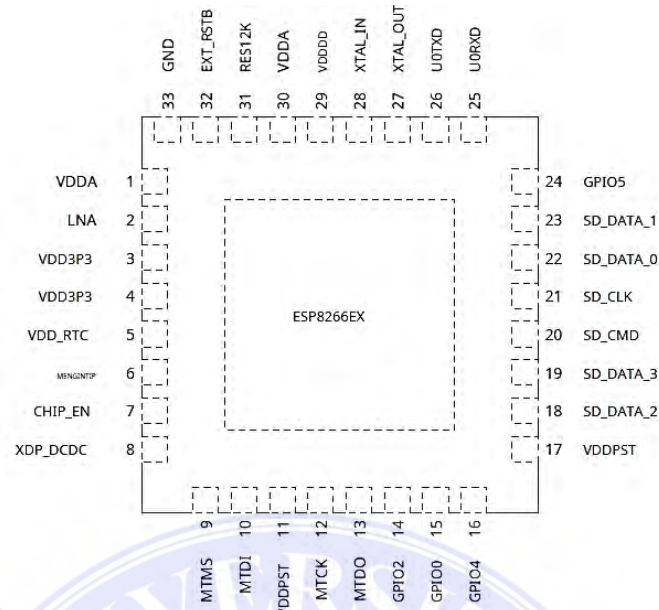 GND
EXT_RSTB
RES12K
VDDA
VDDDD
XTAL_IN
XTAL_OUT
U0TXD
U0RXD
33 32 31 30 29 28 27 26 25
VDDA 1
LNA 2
VDD3P3 3
VDD3P3 4
VDD_RTC 5
MENGINTIP 6
CHIP_EN 7
XDP_DCDC 8
ESP8266EX
24 GPIO5
23 SD_DATA_1
22 SD_DATA_0
21 SD_CLK
20 SD_CMD
19 SD_DATA_3
18 SD_DATA_2
17 VDDPST
9 10 11 12 13 14 15 16
MTMS
MTDI
VDDPST
MTCK
MTDO
GPIO2
GPIO0
GPIO4